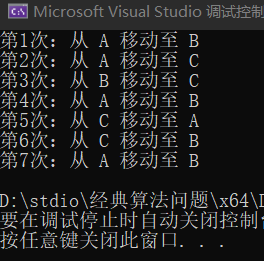 Microsoft Visual Studio 调试控
第1次：从 A 移动至 B
第2次：从 A 移动至 C
第3次：从 B 移动至 C
第4次：从 A 移动至 B
第5次：从 C 移动至 A
第6次：从 C 移动至 B
第7次：从 A 移动至 B
D:\stdio\经典算法问题\x64\D
要在调试停止时自动关闭控制台
按任意键关闭此窗口. . .